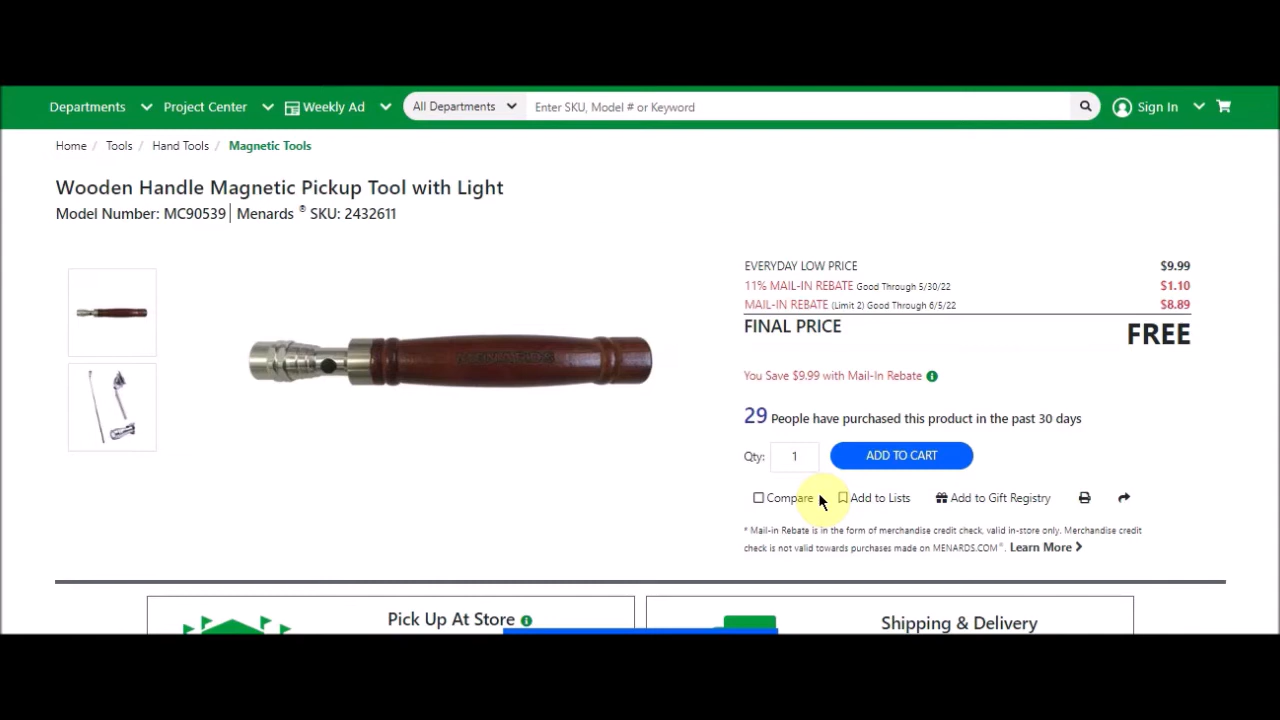 Departments Project Center Weekly Ad All Departments Enter SKU, Model # or Keyword Sign In
Home / Tools / Hand Tools / Magnetic Tools
Wooden Handle Magnetic Pickup Tool with Light
Model Number: MC90539 | Menards ® SKU: 2432611
EVERYDAY LOW PRICE $9.99
11% MAIL-IN REBATE Good Through 5/30/22 $1.10
MAIL-IN REBATE (Limit 2) Good Through 6/5/22 $8.89
FINAL PRICE FREE
You Save $9.99 with Mail-In Rebate
29 People have purchased this product in the past 30 days
Qty: 1 ADD TO CART
Compare Add to Lists Add to Gift Registry
* Mail-in Rebate is in the form of merchandise credit check, valid in-store only. Merchandise credit
check is not valid towards purchases made on MENARDS.COM®. Learn More
Pick Up At Store Shipping & Delivery